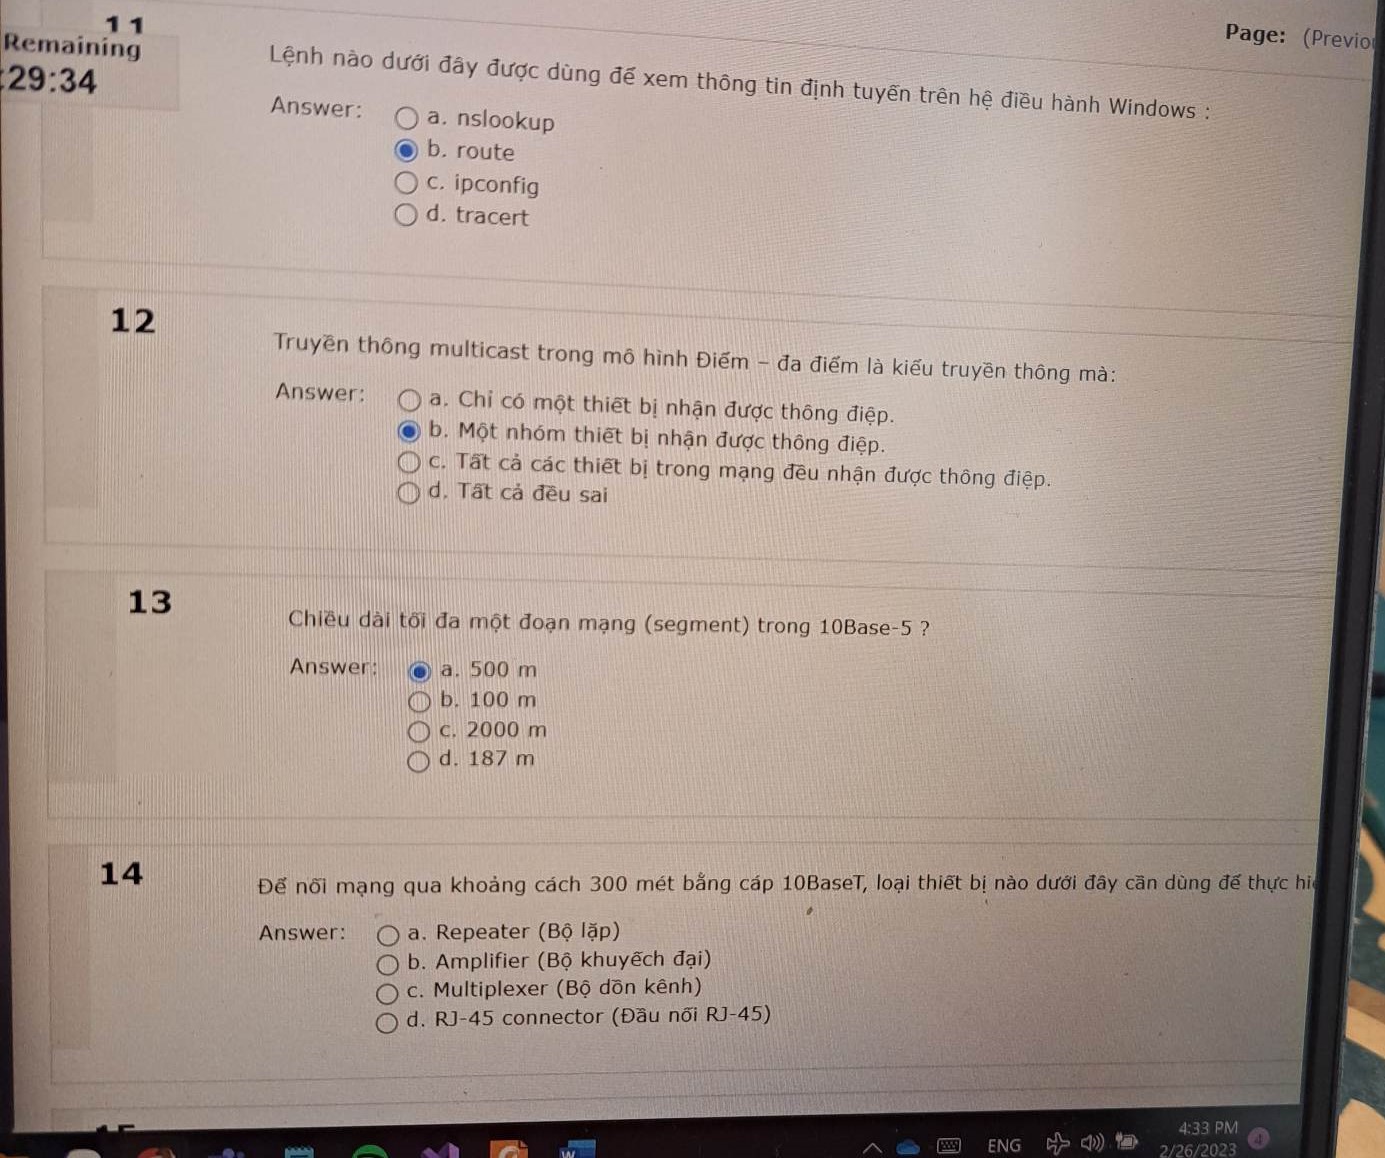 11
Page: (Previo
Remaining
:29:34
Lệnh nào dưới đây được dùng để xem thông tin định tuyến trên hệ điều hành Windows :
Answer:
a. nslookup
b. route
c. ipconfig
d. tracert
12
Truyền thông multicast trong mô hình Điểm - đa điểm là kiểu truyền thông mà:
Answer:
a. Chỉ có một thiết bị nhận được thông điệp.
b. Một nhóm thiết bị nhận được thông điệp.
c. Tất cả các thiết bị trong mạng đều nhận được thông điệp.
d. Tất cả đều sai
13
Chiều dài tối đa một đoạn mạng (segment) trong 10Base-5 ?
Answer:
a. 500 m
b. 100 m
c. 2000 m
d. 187 m
14
Để nối mạng qua khoảng cách 300 mét bằng cáp 10BaseT, loại thiết bị nào dưới đây cần dùng để thực
Answer:
a. Repeater (Bộ lặp)
b. Amplifier (Bộ khuyếch đại)
c. Multiplexer (Bộ dồn kênh)
d. RJ-45 connector (Đầu nối RJ-45)
ENG
4:33 PM
2/26/2023
4